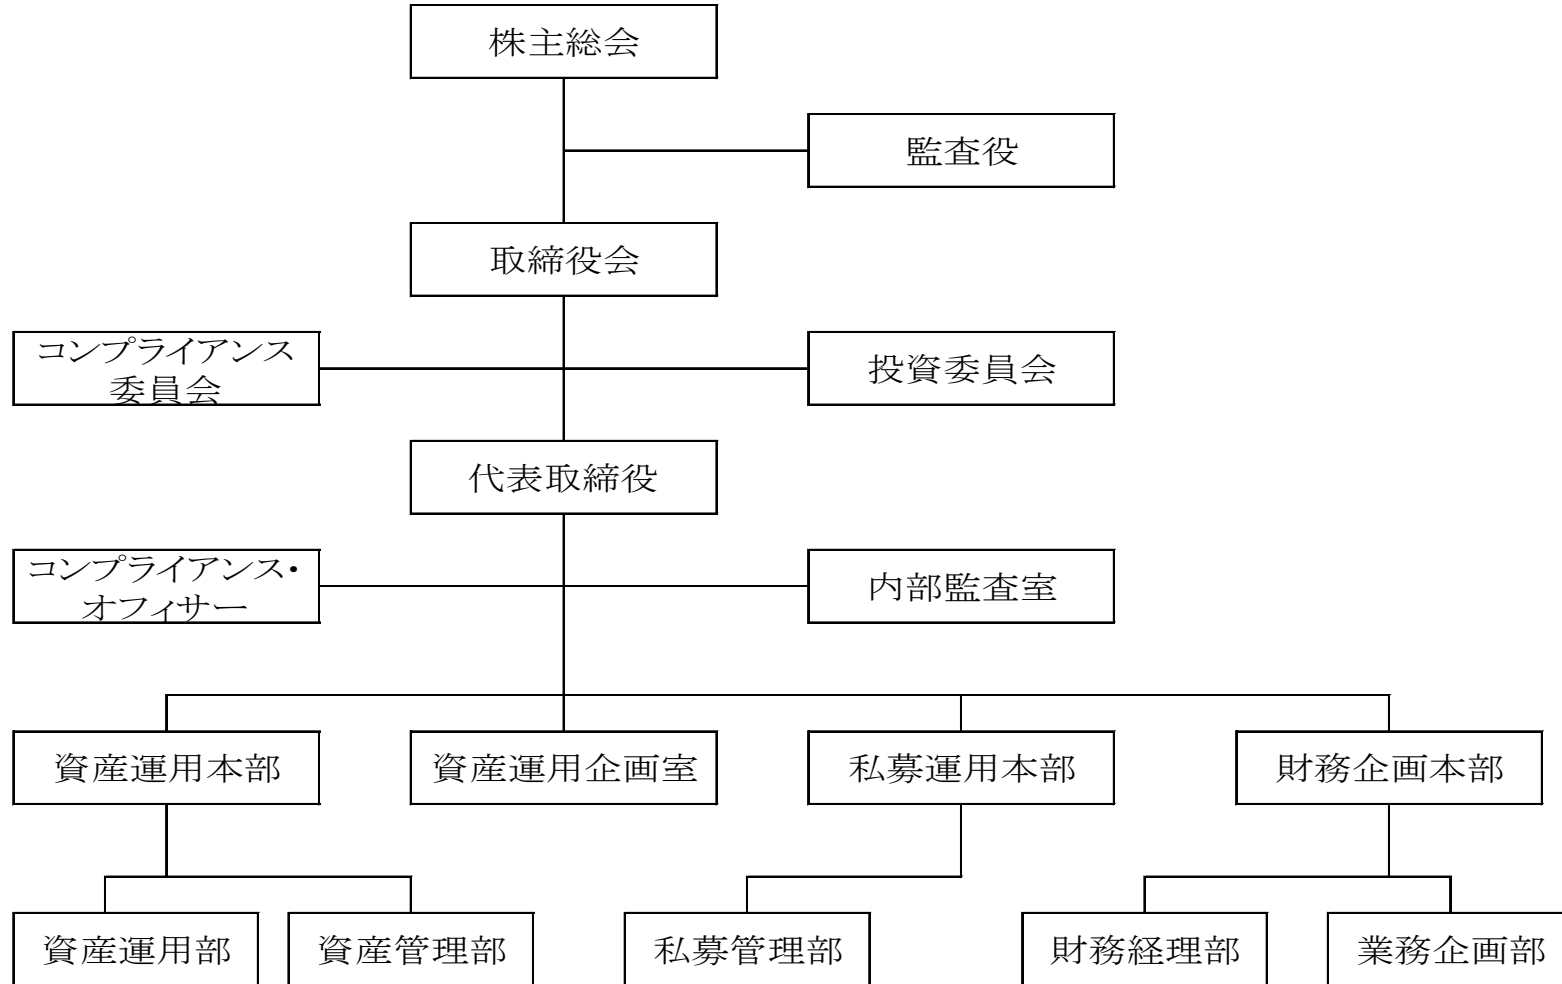 株主総会
監査役
取締役会
コンプライアンス
委員会
投資委員会
代表取締役
コンプライアンス・
オフィサー
内部監査室
資産運用本部
資産運用企画室
私募運用本部
財務企画本部
資産運用部
資産管理部
私募管理部
財務経理部
業務企画部